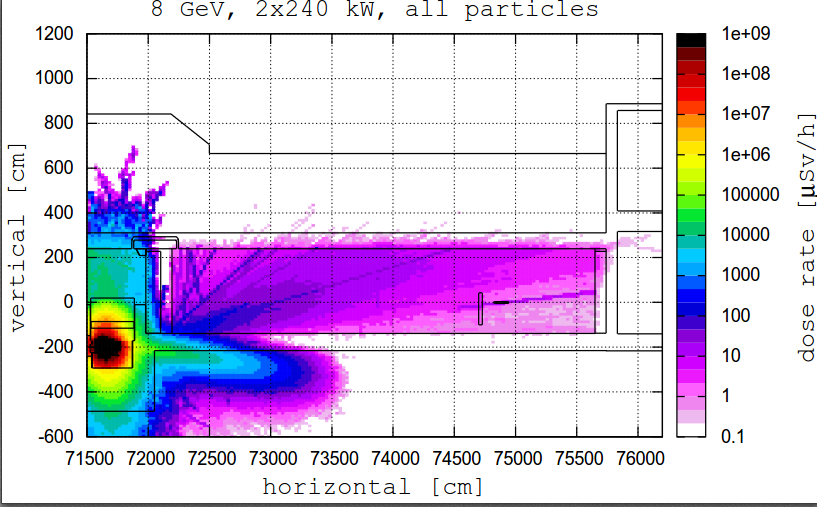 8 GeV, 2x240 kW, all particles
1200
1000
800
600
400
200
0
-200
-400
-600
vertical [cm]
71500 72000 72500 73000 73500 74000 74500 75000 75500 76000
horizontal [cm]
1e+09
1e+08
1e+07
1e+06
100000
10000
1000
100
10
1
0.1
dose rate [µSv/h]